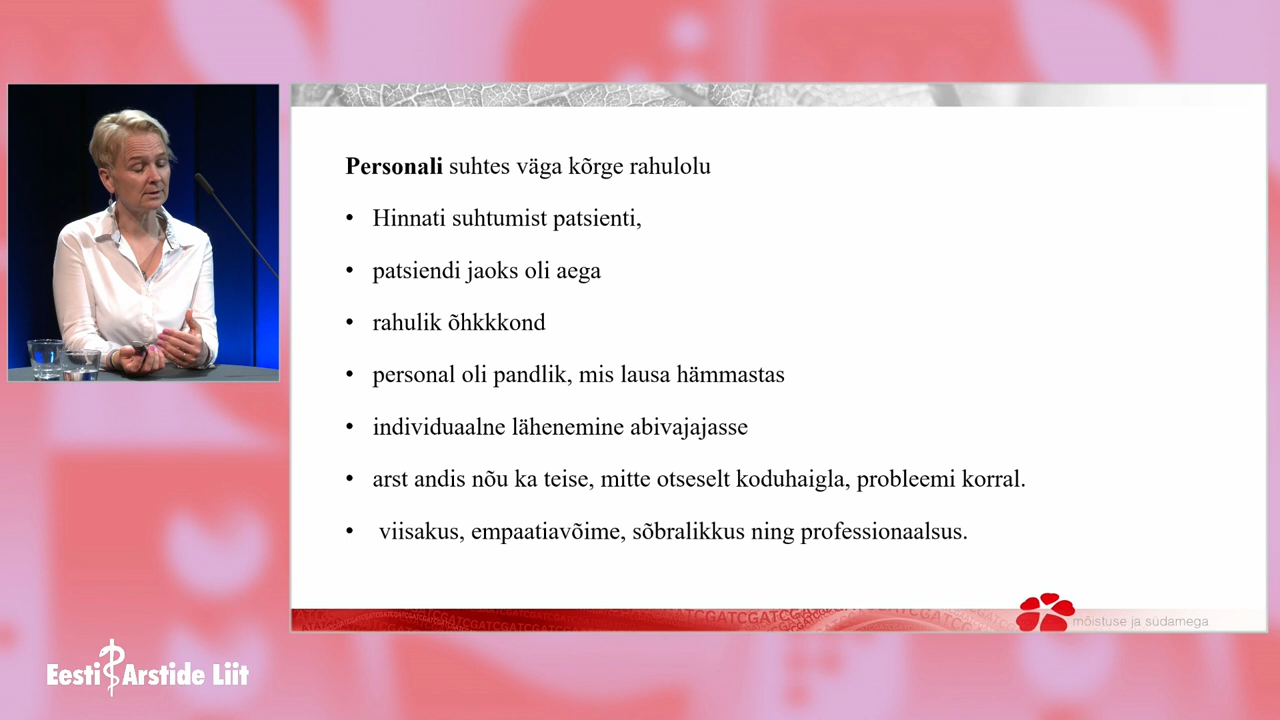 Personali suhtes väga kõrge rahulolu
• Hinnati suhtumist patsienti,
• patsiendi jaoks oli aega
• rahulik õhkkkond
• personal oli pandlik, mis lausa hämmastas
• individuaalne lähenemine abivajajasse
• arst andis nõu ka teise, mitte otseselt koduhaigla, probleemi korral.
• viisakus, empaatiavõime, sõbralikkus ning professionaalsus.
mõistuse ja südamega
Eesti Arstide Liit